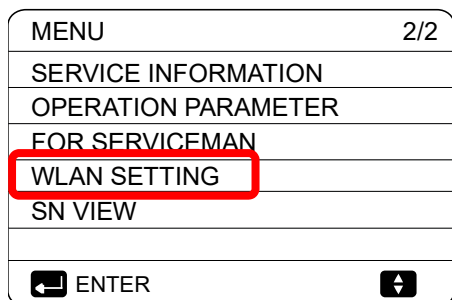 MENU 2/2
SERVICE INFORMATION
OPERATION PARAMETER
FOR SERVICEMAN
WLAN SETTING
SN VIEW
ENTER